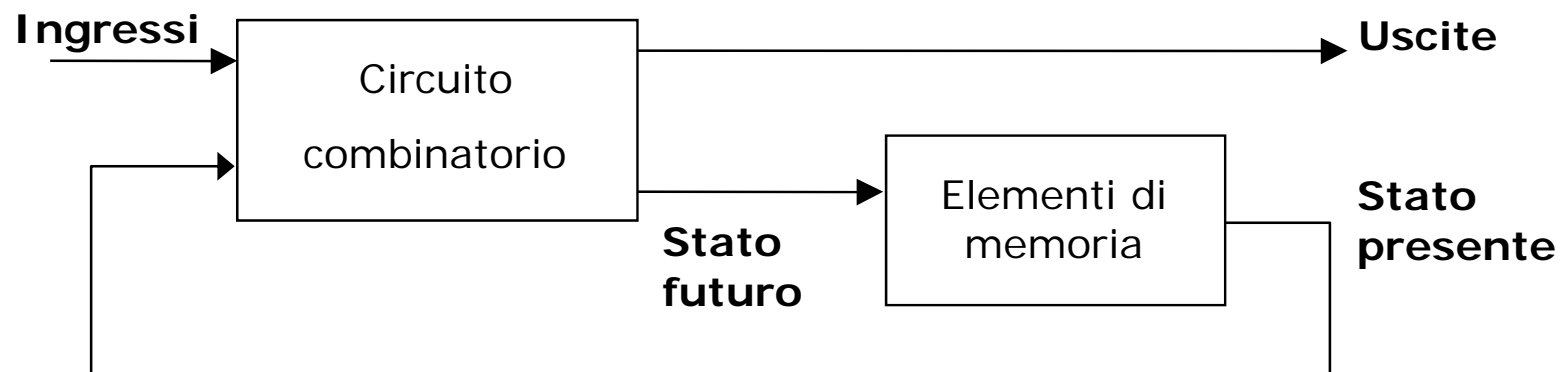 Ingressi
Uscite
Circuito
combinatorio
Elementi di
memoria
Stato
presente
Stato
futuro